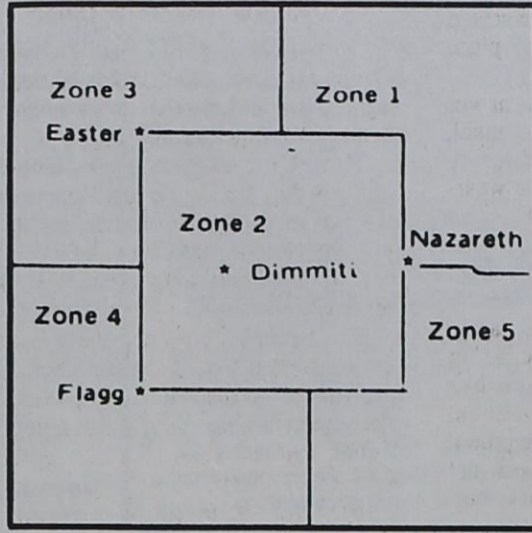 Zone 3
Zone 1
Easter *
Zone 2
Nazareth
* Dimmiti
*
Zone 4
Zone 5
Flagg *